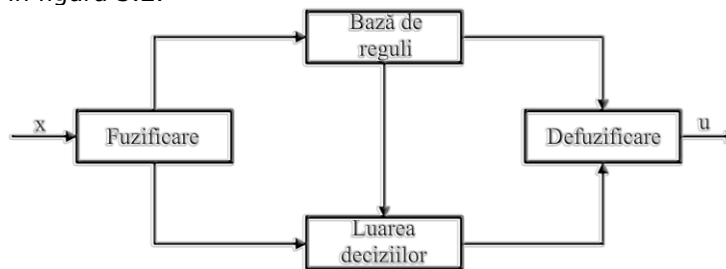 în figura 3.2.
Bază de
reguli
x
Fuzificare
Defuzificare
u
Luarea
deciziilor